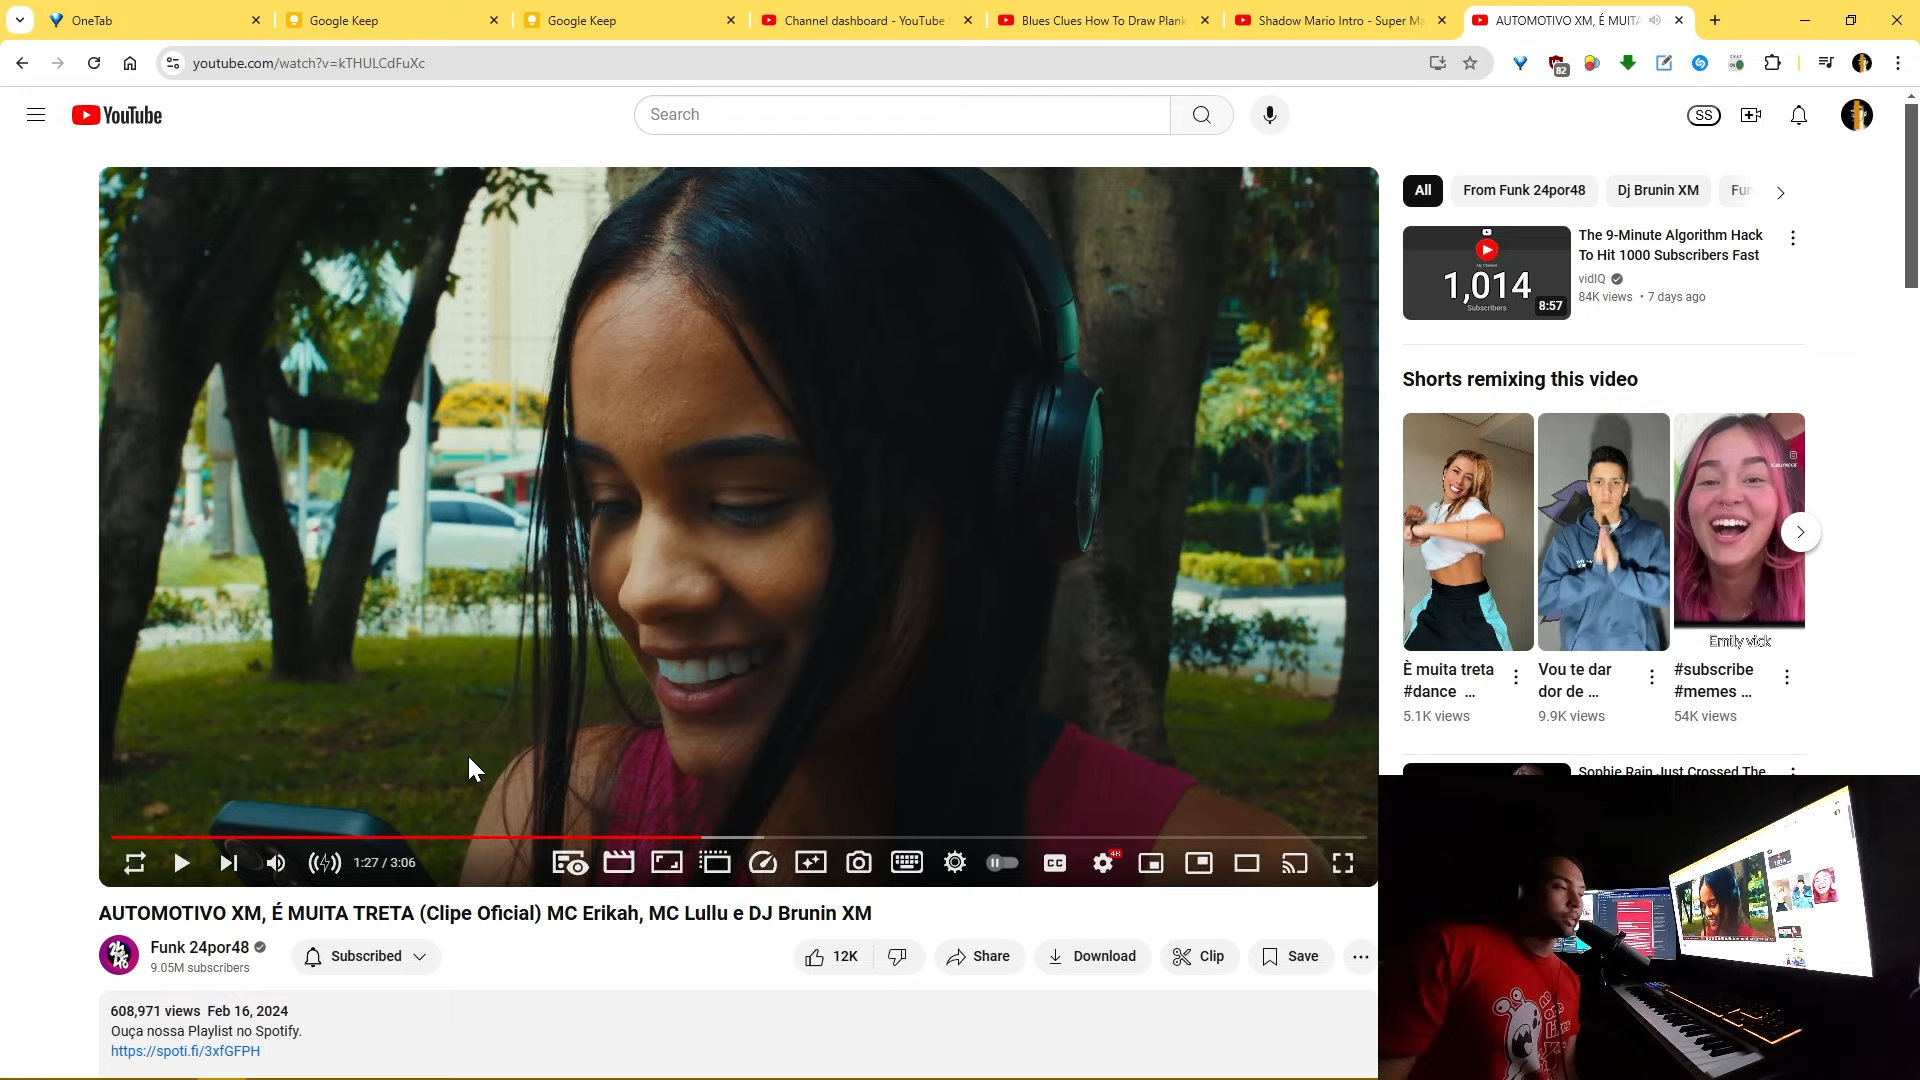 OneTab
Google Keep
Google Keep
Channel dashboard - YouTube
Blues Clues How To Draw Plank
Shadow Mario Intro - Super Ma
AUTOMOTIVO XM, É MUITA
youtube.com/watch?v=kTHULCdFuXc
82
YouTube
Search
SS
All
From Funk 24por48
Dj Brunin XM
Fun
1,014
Subscribers
8:57
The 9-Minute Algorithm Hack
To Hit 1000 Subscribers Fast
vidIQ
84K views • 7 days ago
Shorts remixing this video
Emily vick
È muita treta
#dance ...
5.1K views
Vou te dar
dor de ...
9.9K views
#subscribe
#memes ...
54K views
Sophie Rain Just Crossed The
1:27 / 3:06
CC
4K
AUTOMOTIVO XM, É MUITA TRETA (Clipe Oficial) MC Erikah, MC Lullu e DJ Brunin XM
Funk 24por48
9.05M subscribers
Subscribed
12K
Share
Download
Clip
Save
608,971 views Feb 16, 2024
Ouça nossa Playlist no Spotify.
https://spoti.fi/3xfGFPH